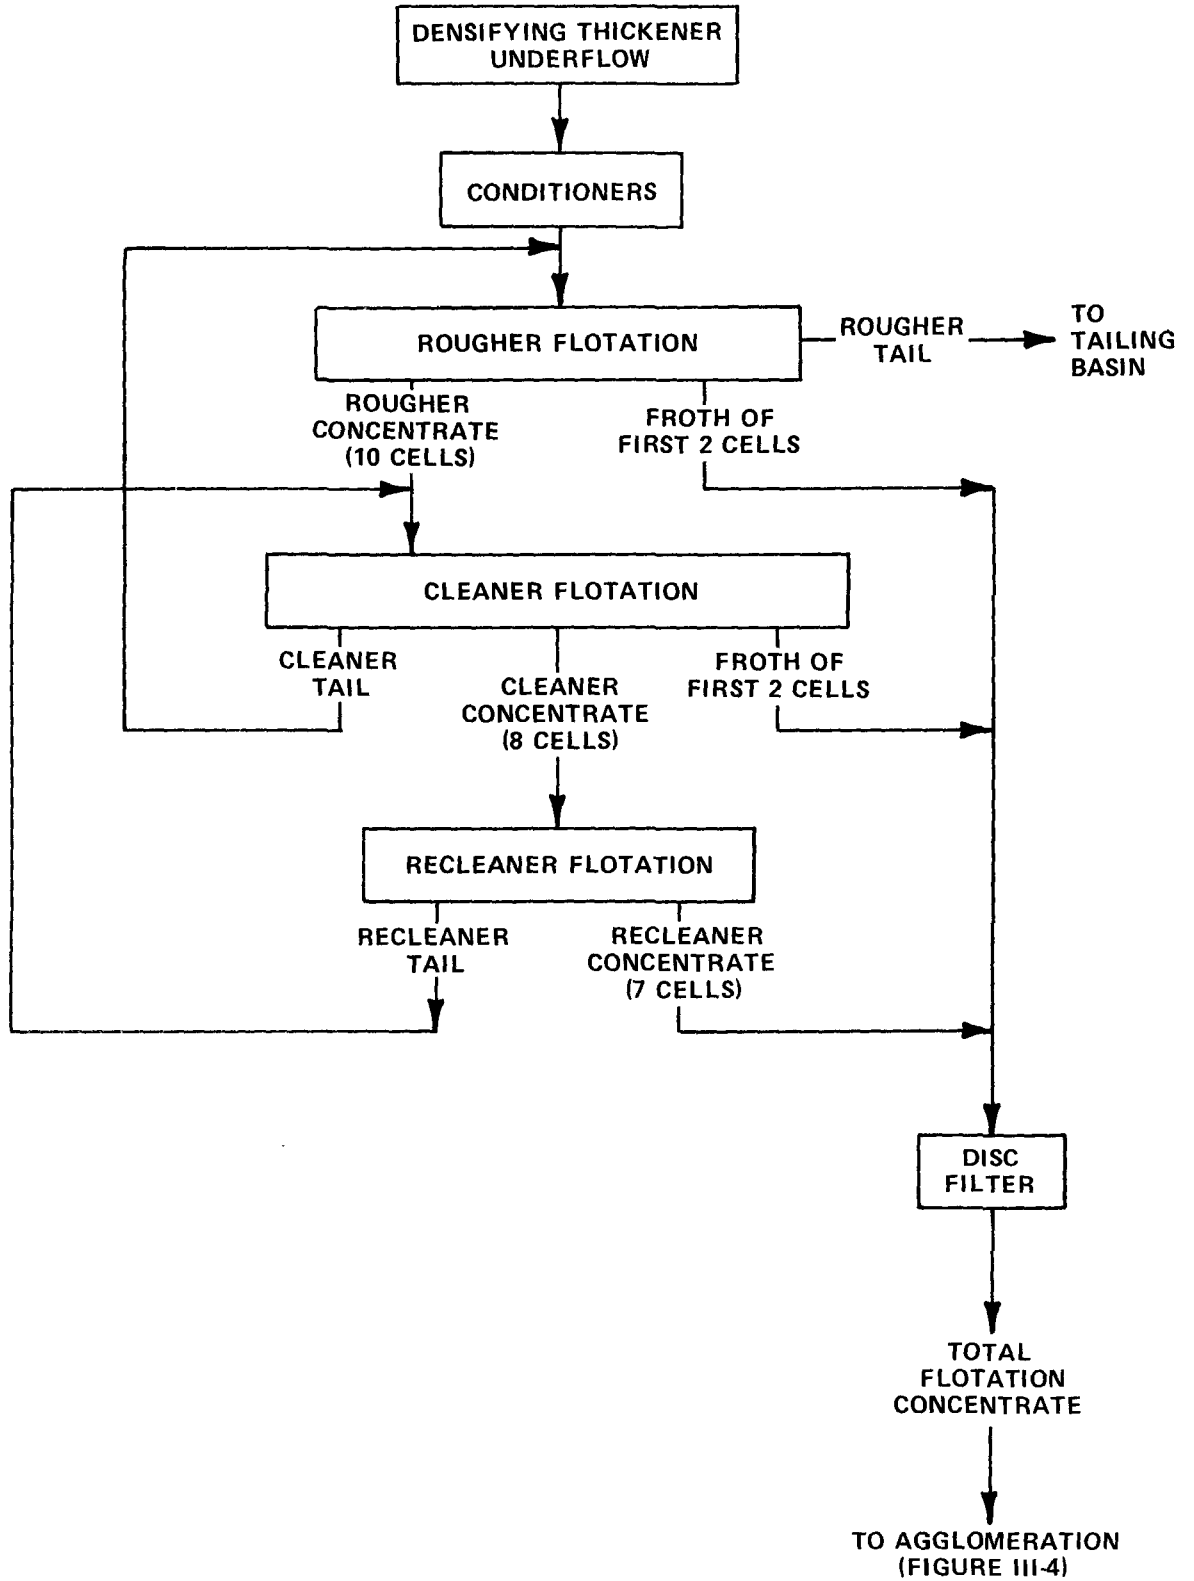 DENSIFYING THICKENER
UNDERFLOW
CONDITIONERS
ROUGHER FLOTATION
ROUGHER
TAIL
TO
TAILING
BASIN
ROUGHER
CONCENTRATE
(10 CELLS)
FROTH OF
FIRST 2 CELLS
CLEANER FLOTATION
CLEANER
TAIL
CLEANER
CONCENTRATE
(8 CELLS)
FROTH OF
FIRST 2 CELLS
RECLEANER FLOTATION
RECLEANER
TAIL
RECLEANER
CONCENTRATE
(7 CELLS)
DISC
FILTER
TOTAL
FLOTATION
CONCENTRATE
TO AGGLOMERATION
(FIGURE III-4)